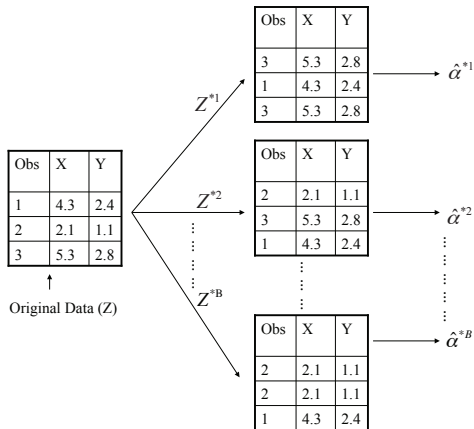 Obs X Y
1 4.3 2.4
2 2.1 1.1
3 5.3 2.8
Original Data (Z)
Z*1
Obs X Y
3 5.3 2.8
1 4.3 2.4
3 5.3 2.8
α̂*1
Z*2
Obs X Y
2 2.1 1.1
3 5.3 2.8
1 4.3 2.4
α̂*2
Z*B
Obs X Y
2 2.1 1.1
2 2.1 1.1
1 4.3 2.4
α̂*B